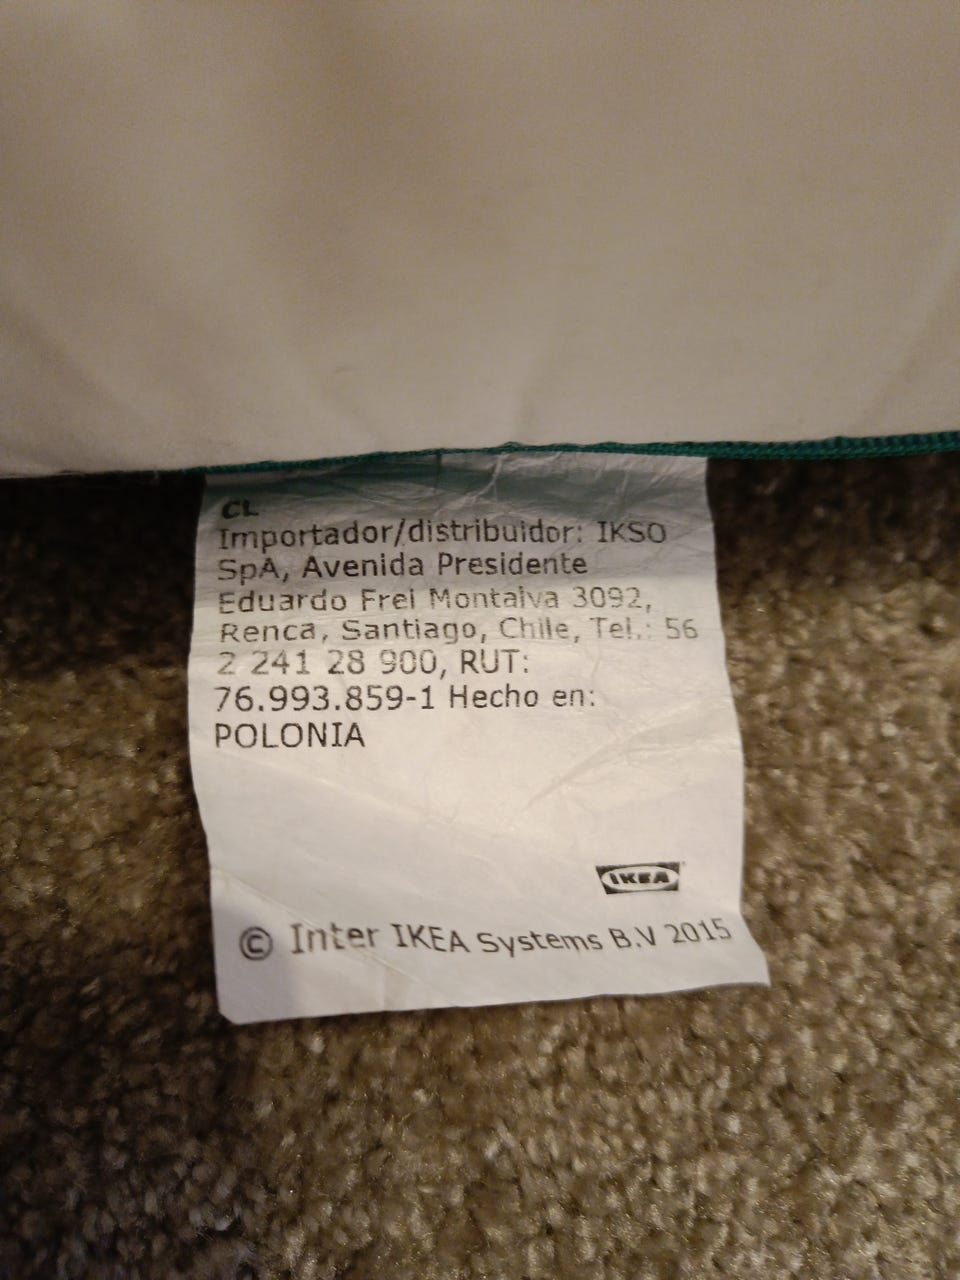 CL
Importador/distribuidor: IKSO
SpA, Avenida Presidente
Eduardo Frei Montalva 3092,
Renca, Santiago, Chile, Tel.: 56
2 241 28 900, RUT:
76.993.859-1 Hecho en:
POLONIA
IKEA
© Inter IKEA Systems B.V 2015